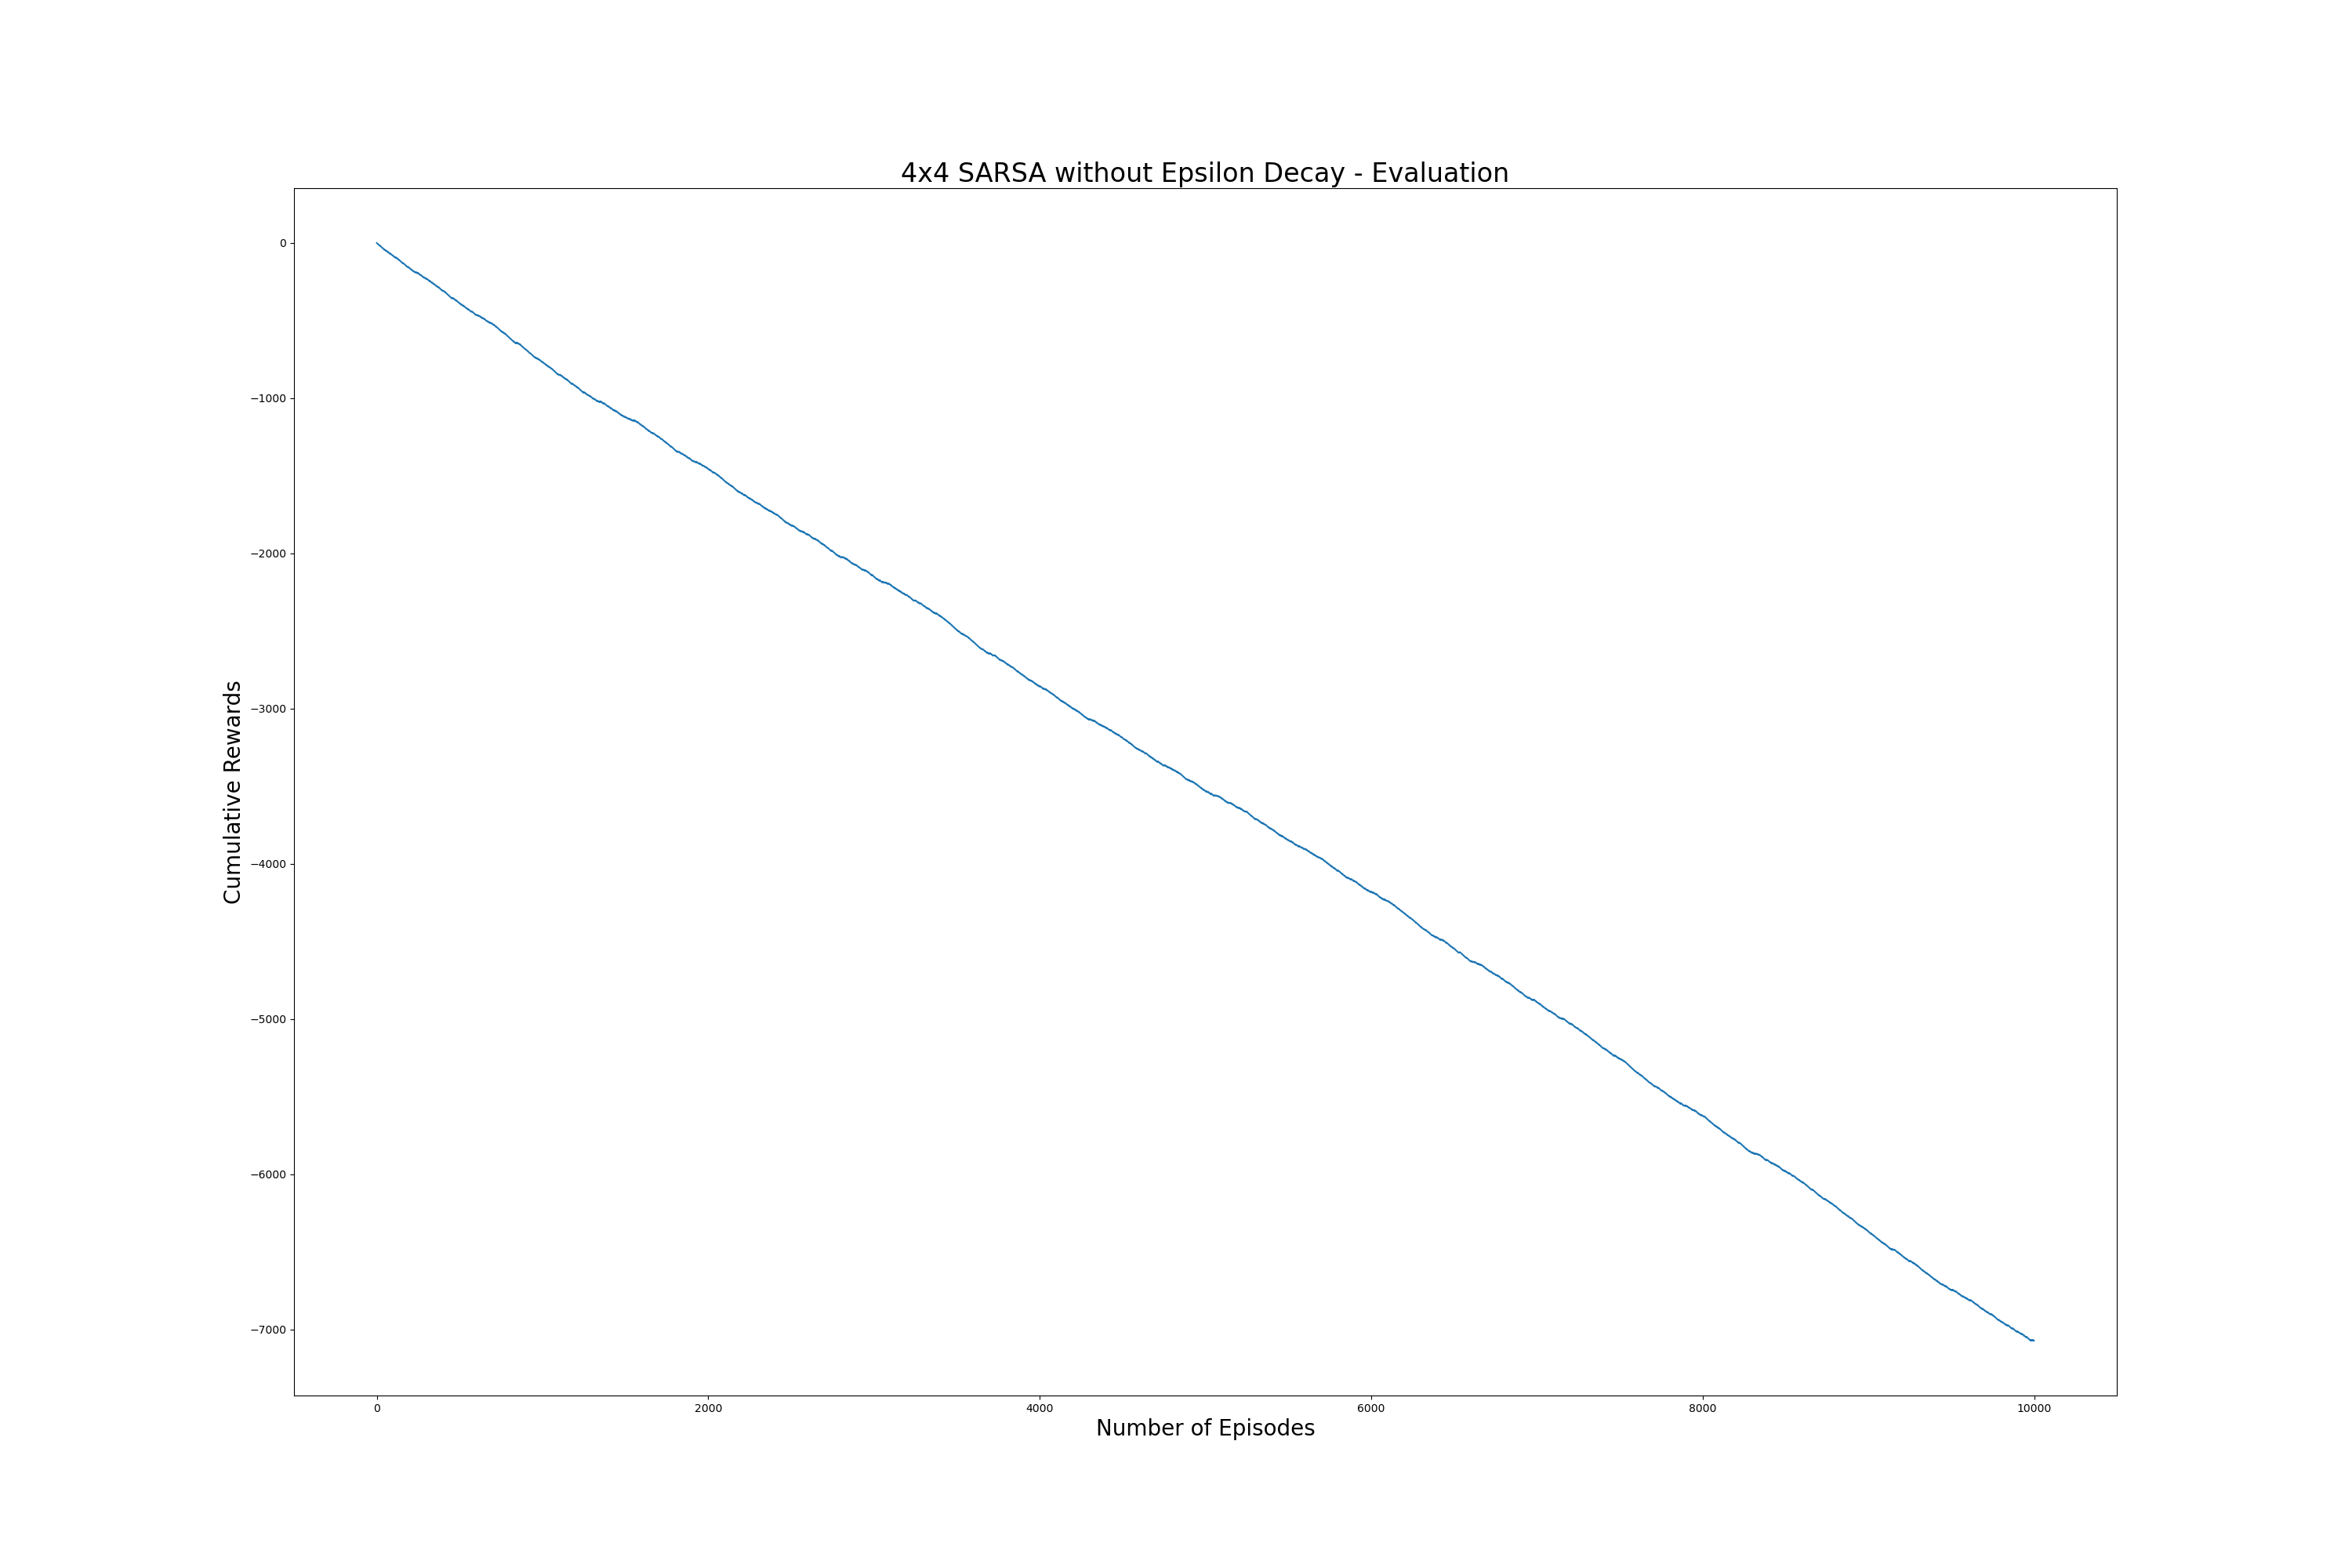 4x4 SARSA without Epsilon Decay - Evaluation
0
−1000
−2000
−3000
−4000
−5000
−6000
−7000
Cumulative Rewards
0 2000 4000 6000 8000 10000
Number of Episodes